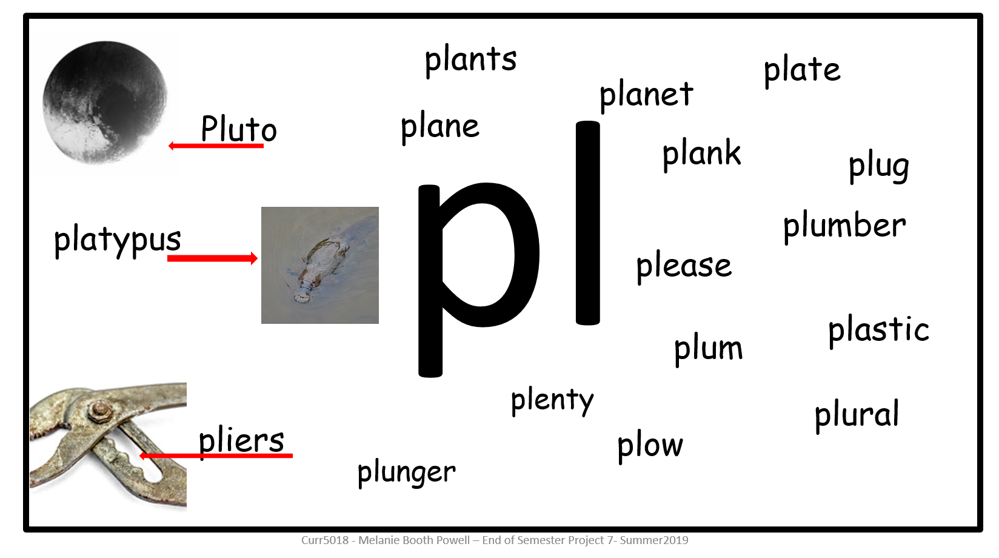 plants
plate
planet
Pluto
plane
plank
plug
pl
plumber
platypus
please
plastic
plum
plenty
plural
pliers
plow
plunger
Curr5018 - Melanie Booth Powell – End of Semester Project 7- Summer2019